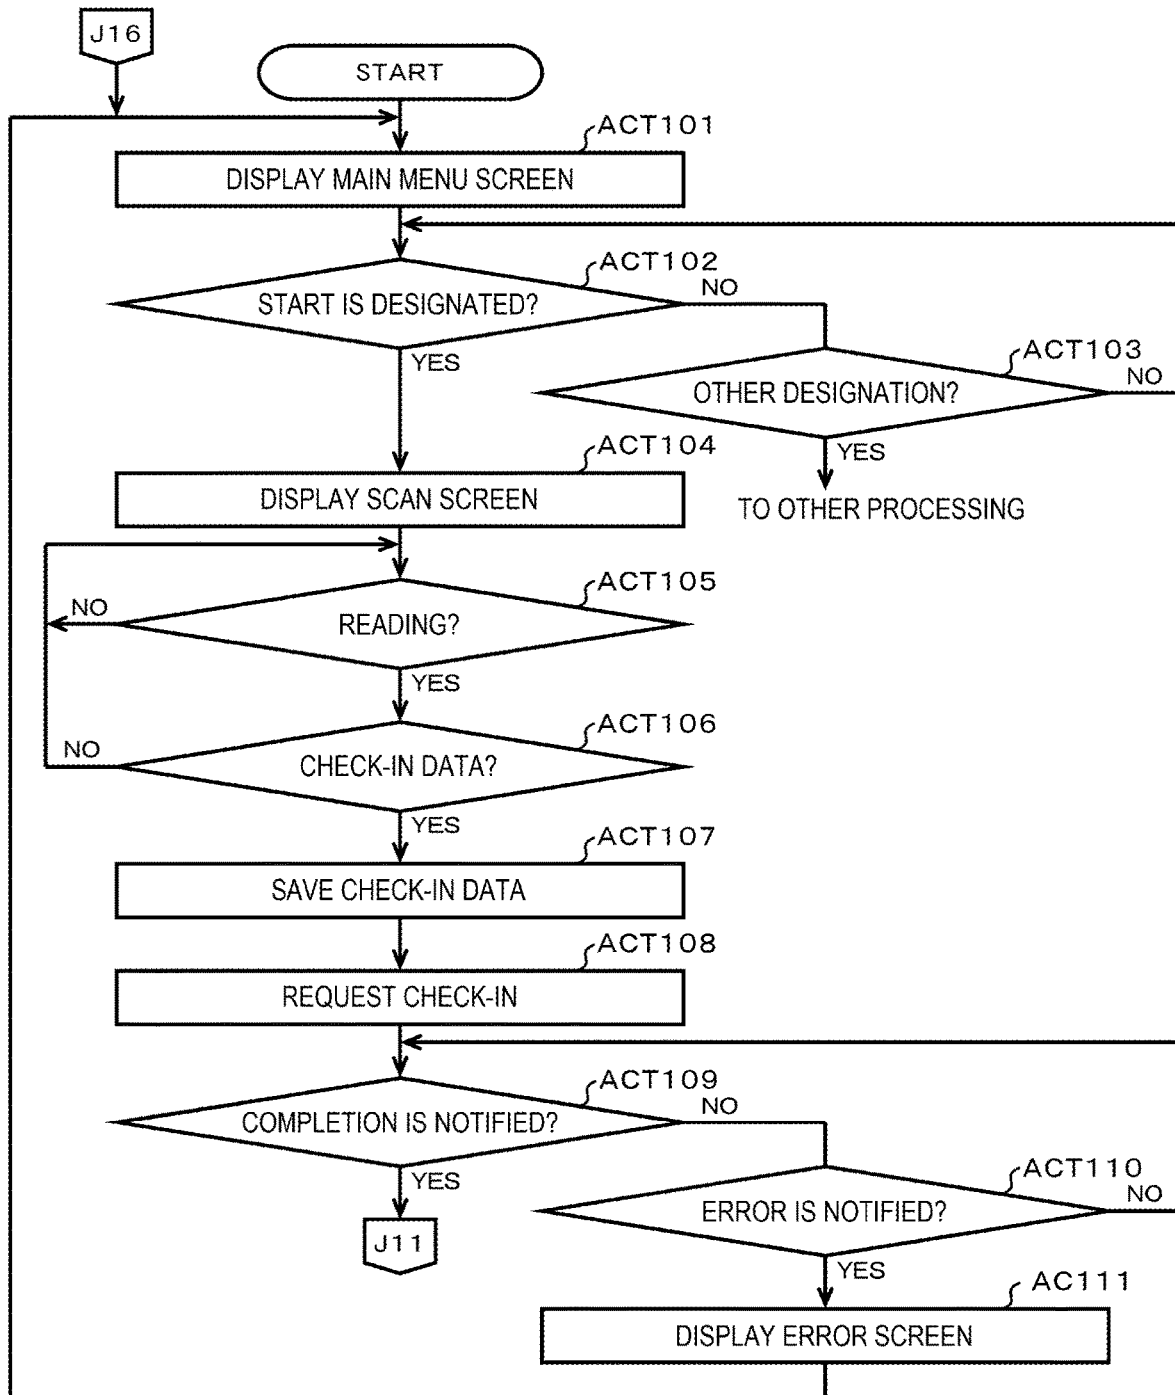 J16
START
ACT101
DISPLAY MAIN MENU SCREEN
ACT102
START IS DESIGNATED?
NO
YES
ACT103
OTHER DESIGNATION?
NO
YES
TO OTHER PROCESSING
ACT104
DISPLAY SCAN SCREEN
ACT105
READING?
NO
YES
ACT106
CHECK-IN DATA?
NO
YES
ACT107
SAVE CHECK-IN DATA
ACT108
REQUEST CHECK-IN
ACT109
COMPLETION IS NOTIFIED?
NO
YES
J11
ACT110
ERROR IS NOTIFIED?
NO
YES
AC111
DISPLAY ERROR SCREEN